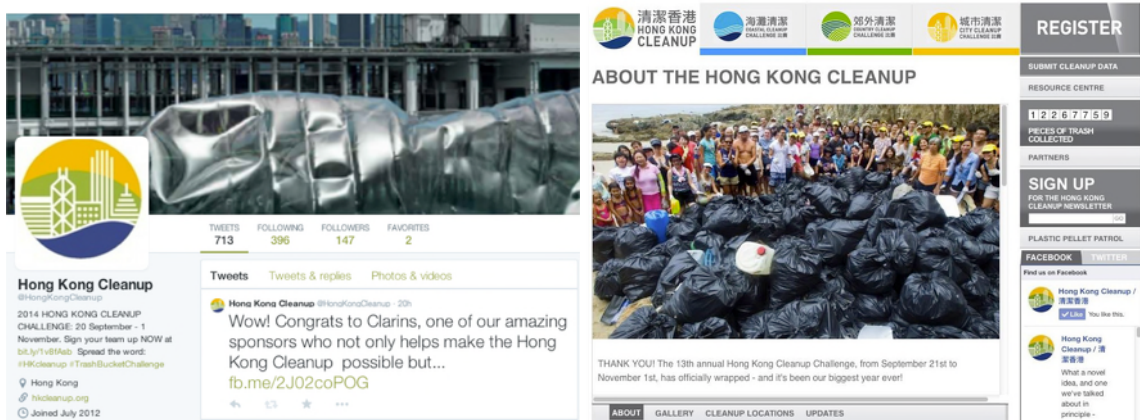 TWEETS
713
FOLLOWING
396
FOLLOWERS
147
FAVORITES
2
Hong Kong Cleanup
@HongKongCleanup
2014 HONG KONG CLEANUP
CHALLENGE: 20 September - 1
November. Sign your team up NOW at
bit.ly/1v6fAab Spread the word:
#HKcleanup #TrashBucketChallenge
Hong Kong
hkcleanup.org
Joined July 2012
Tweets
Tweets & replies
Photos & videos
Hong Kong Cleanup @HongKongCleanup · 20h
Wow! Congrats to Clarins, one of our amazing
sponsors who not only helps make the Hong
Kong Cleanup possible but...
fb.me/2J02coPOG
清潔香港
HONG KONG
CLEANUP
海灘清潔
COASTAL CLEANUP
CHALLENGE 比賽
郊外清潔
COUNTRY CLEANUP
CHALLENGE 比賽
城市清潔
CITY CLEANUP
CHALLENGE 比賽
ABOUT THE HONG KONG CLEANUP
THANK YOU! The 13th annual Hong Kong Cleanup Challenge, from September 21st to
November 1st, has officially wrapped - and it's been our biggest year ever!
ABOUT
GALLERY
CLEANUP LOCATIONS
UPDATES
REGISTER
SUBMIT CLEANUP DATA
RESOURCE CENTRE
12267759
PIECES OF TRASH
COLLECTED
PARTNERS
SIGN UP
FOR THE HONG KONG
CLEANUP NEWSLETTER
GO
PLASTIC PELLET PATROL
FACEBOOK
TWITTER
Find us on Facebook
Hong Kong Cleanup /
清潔香港
Like You like this.
Hong Kong
Cleanup / 清
潔香港
What a novel
idea, and one
we've talked
about in
principle -